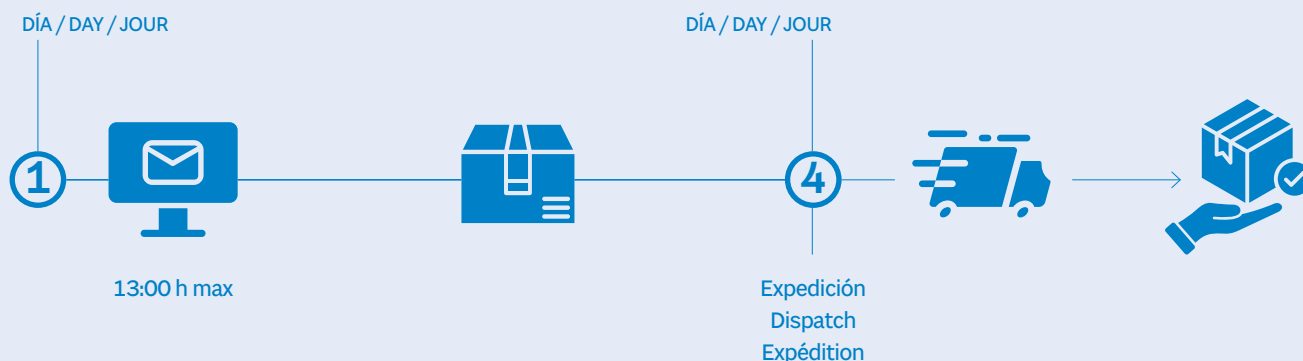 DÍA / DAY / JOUR
DÍA / DAY / JOUR
1
4
13:00 h max
Expedición
Dispatch
Expédition